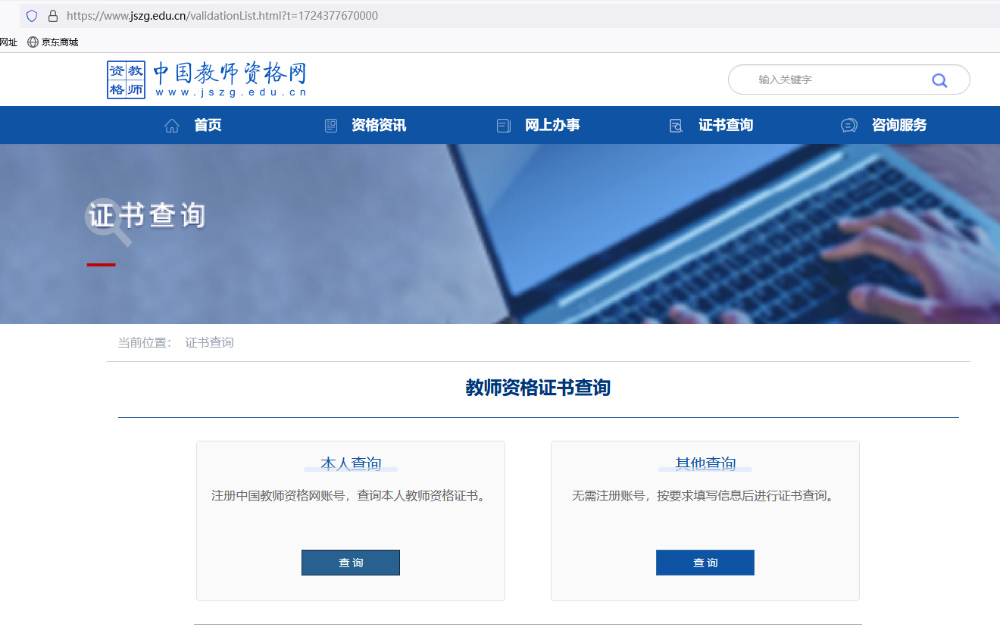 https://www.jszg.edu.cn/validationList.html?t=1724377670000
网址 京东商城
资教格师 中国教师资格网
www.jszg.edu.cn
输入关键字
首页 资格资讯 网上办事 证书查询 咨询服务
证书查询
当前位置： 证书查询
教师资格证书查询
本人查询
注册中国教师资格网账号，查询本人教师资格证书。
查 询
其他查询
无需注册账号，按要求填写信息后进行证书查询。
查 询